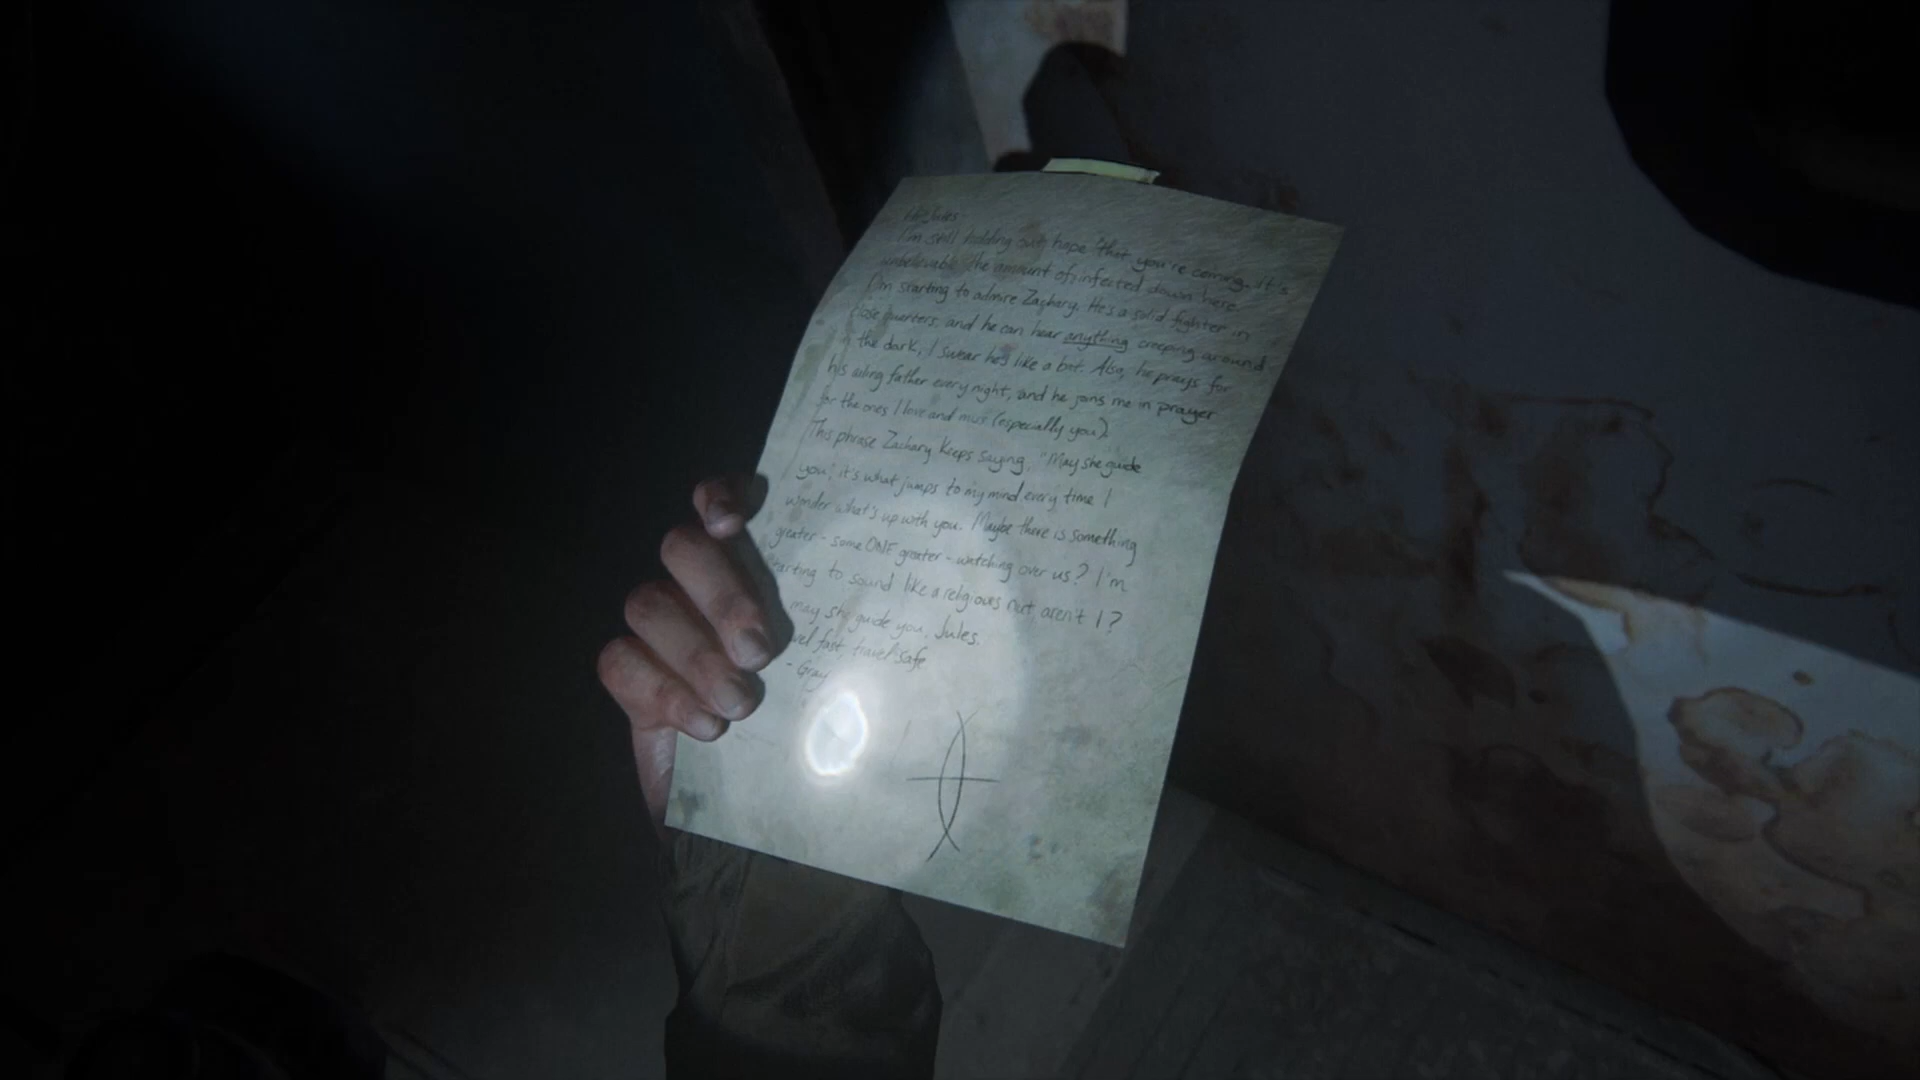 Hey Jules
I'm still holding out hope that you're coming. It's
unbelievable the amount of infected down here.
I'm starting to admire Zachary. He's a solid fighter in
close quarters, and he can hear anything creeping around
the dark, I swear he's like a bat. Also, he prays for
his ailing father every night, and he joins me in prayer
for the ones I love and miss (especially you).
This phrase Zachary keeps saying, "May she guide
you," it's what jumps to my mind every time I
wonder what's up with you. Maybe there is something
greater - some ONE greater - watching over us? I'm
starting to sound like a religious nut aren't I?
may she guide you, Jules.
fast, travel safe
- Gray